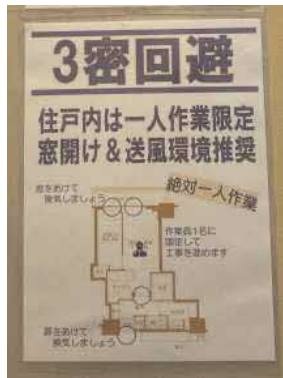 3密回避
住戸内は一人作業限定
窓開け＆送風環境推奨
絶対一人作業
窓をあけて
換気しましょう
作業員1名に
限定して
工事を進めます
扉をあけて
換気しましょう